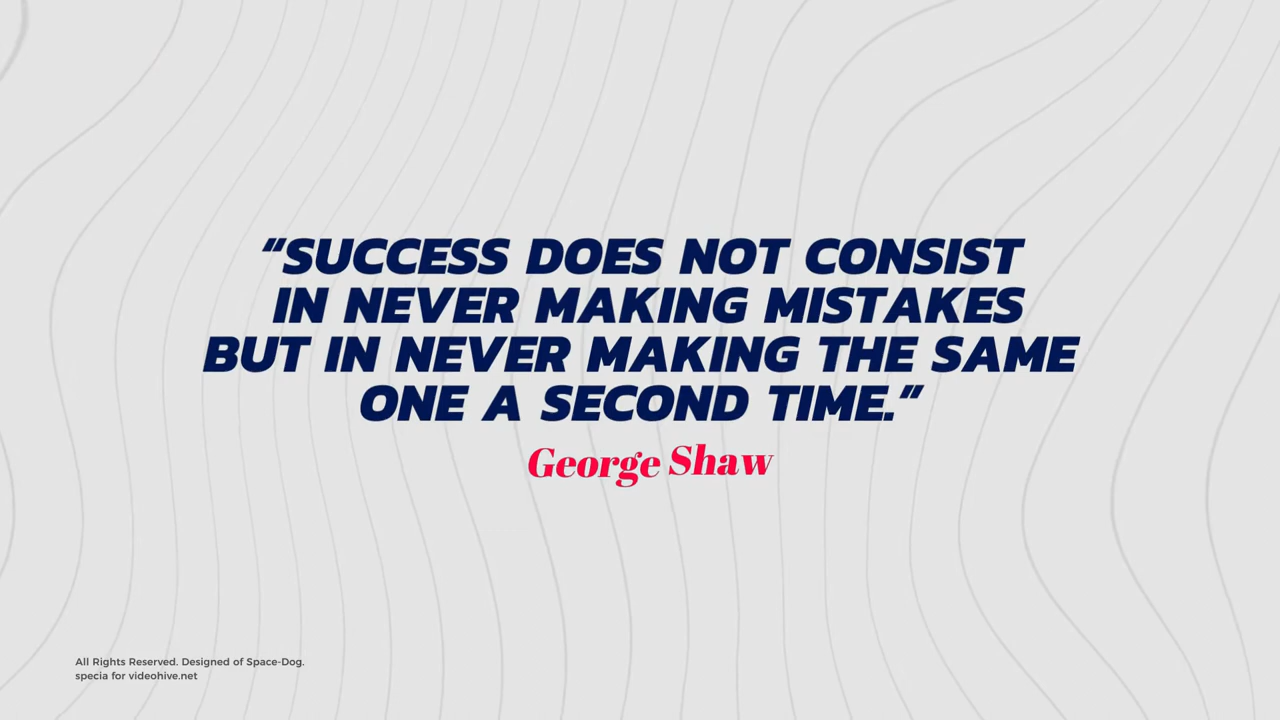 “SUCCESS DOES NOT CONSIST
IN NEVER MAKING MISTAKES
BUT IN NEVER MAKING THE SAME
ONE A SECOND TIME.”
George Shaw
All Rights Reserved. Designed of Space-Dog.
specia for videohive.net